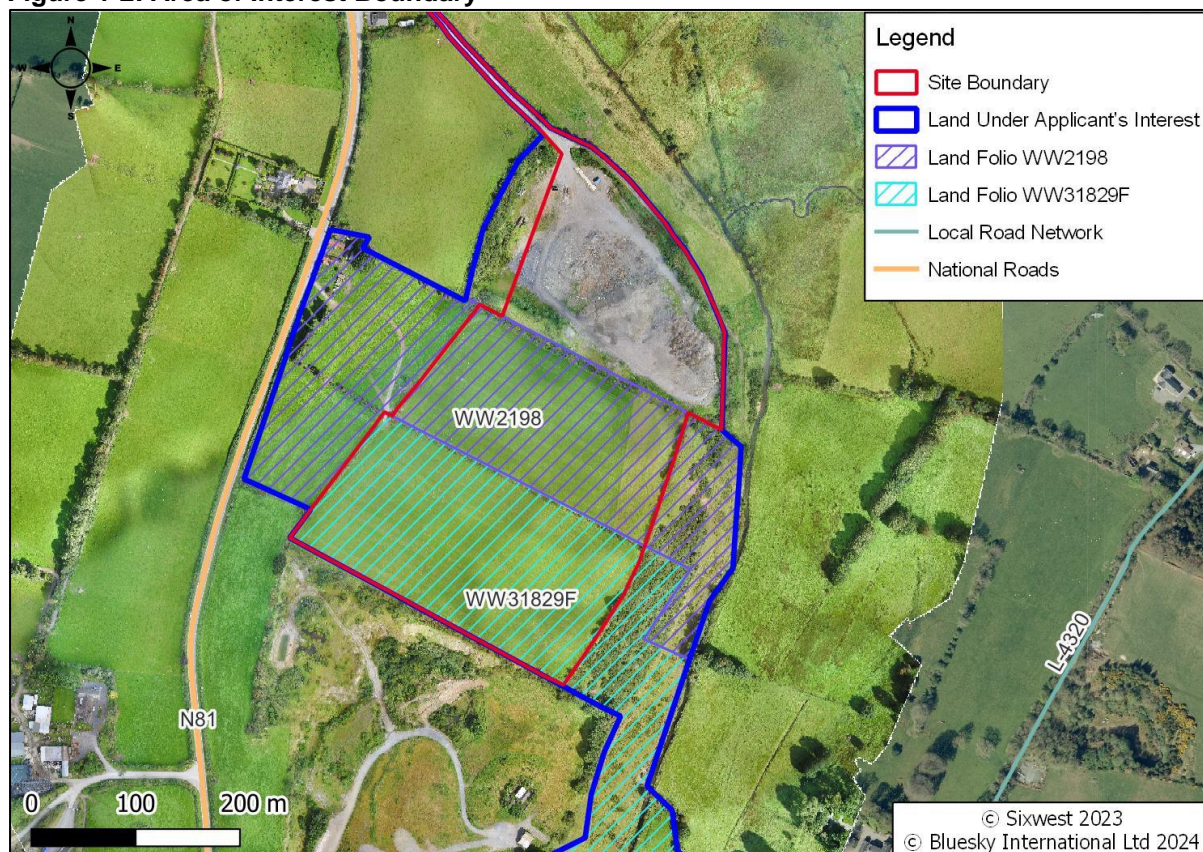 Figure 1-2: Area of Interest Boundary
N
W
E
S
Legend
Site Boundary
Land Under Applicant's Interest
Land Folio WW2198
Land Folio WW31829F
Local Road Network
National Roads
WW2198
WW31829F
L-4320
N81
0 100 200 m
© Sixwest 2023
© Bluesky International Ltd 2024